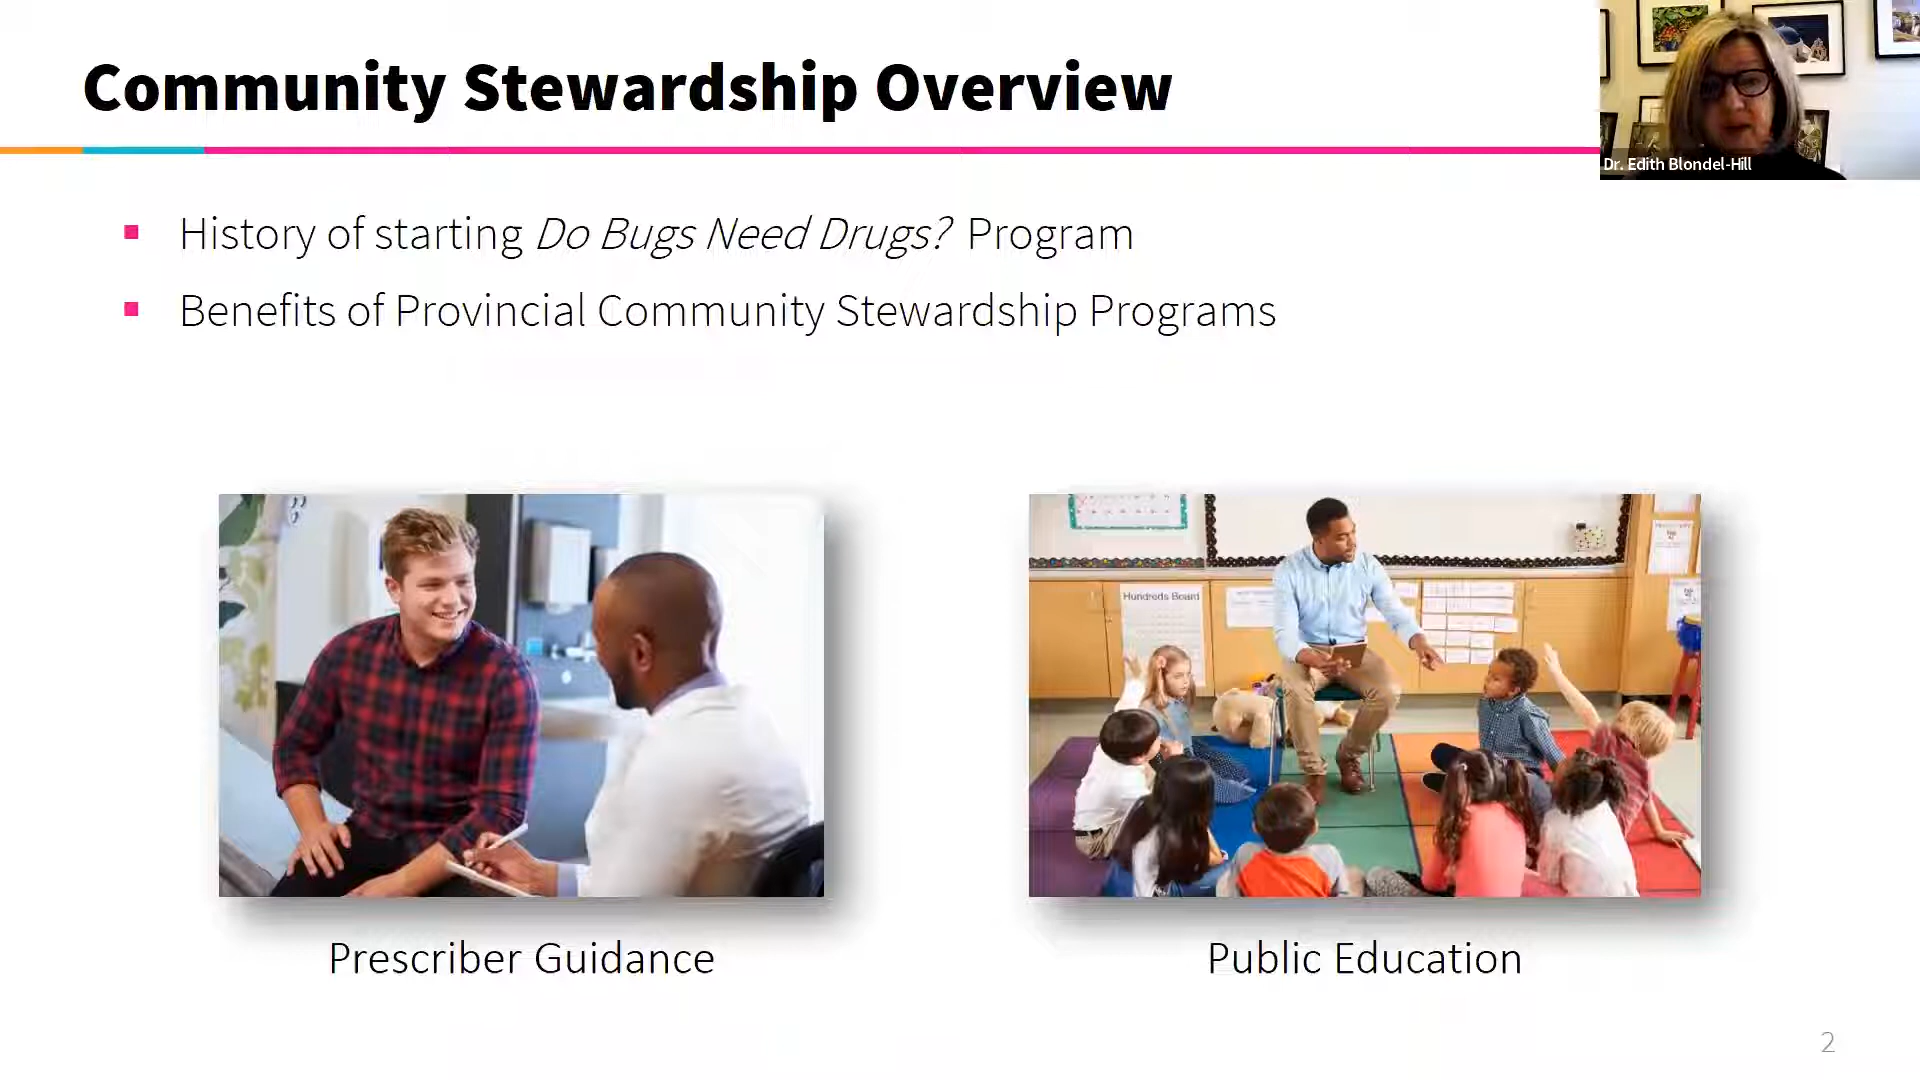 Community Stewardship Overview
Dr. Edith Blondel-Hill
History of starting Do Bugs Need Drugs? Program
Benefits of Provincial Community Stewardship Programs
Hundreds Board
Prescriber Guidance
Public Education
2